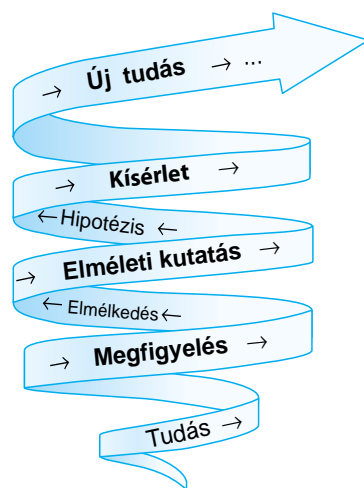 → Új tudás → ...
→ Kísérlet →
← Hipotézis ←
→ Elméleti kutatás →
← Elmélkedés ←
→ Megfigyelés →
Tudás →